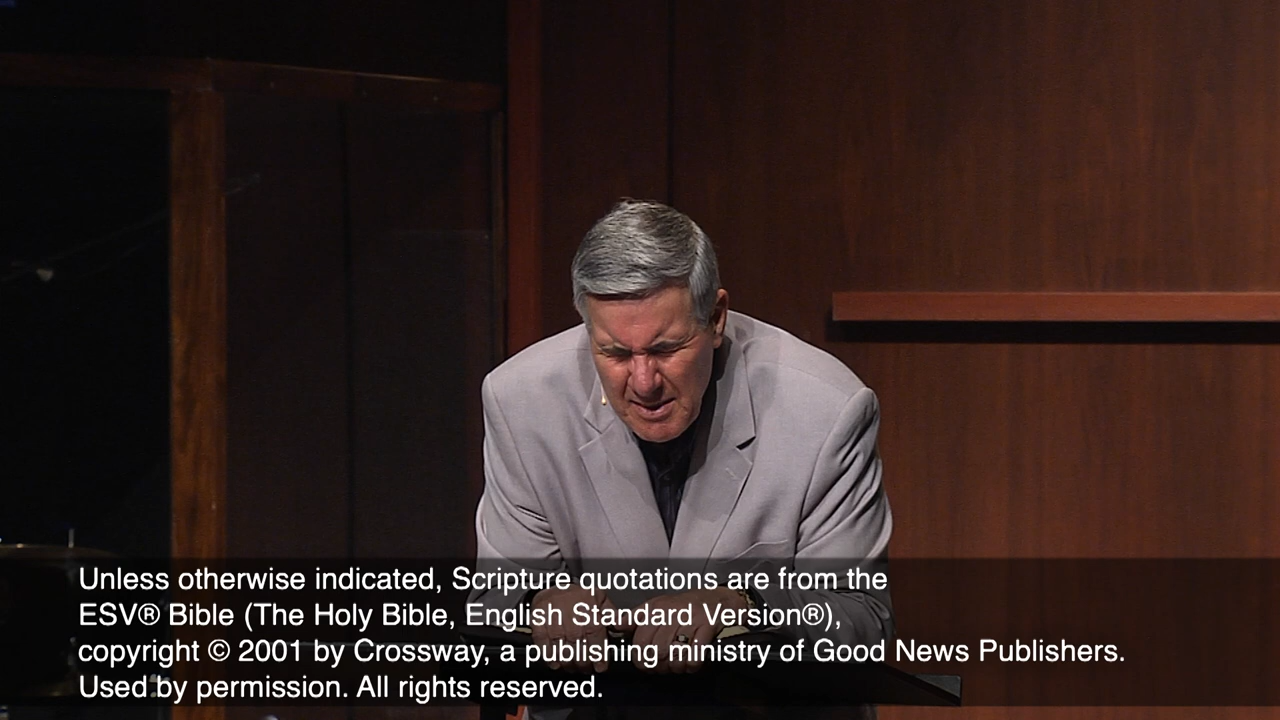 Unless otherwise indicated, Scripture quotations are from the
ESV® Bible (The Holy Bible, English Standard Version®),
copyright © 2001 by Crossway, a publishing ministry of Good News Publishers.
Used by permission. All rights reserved.